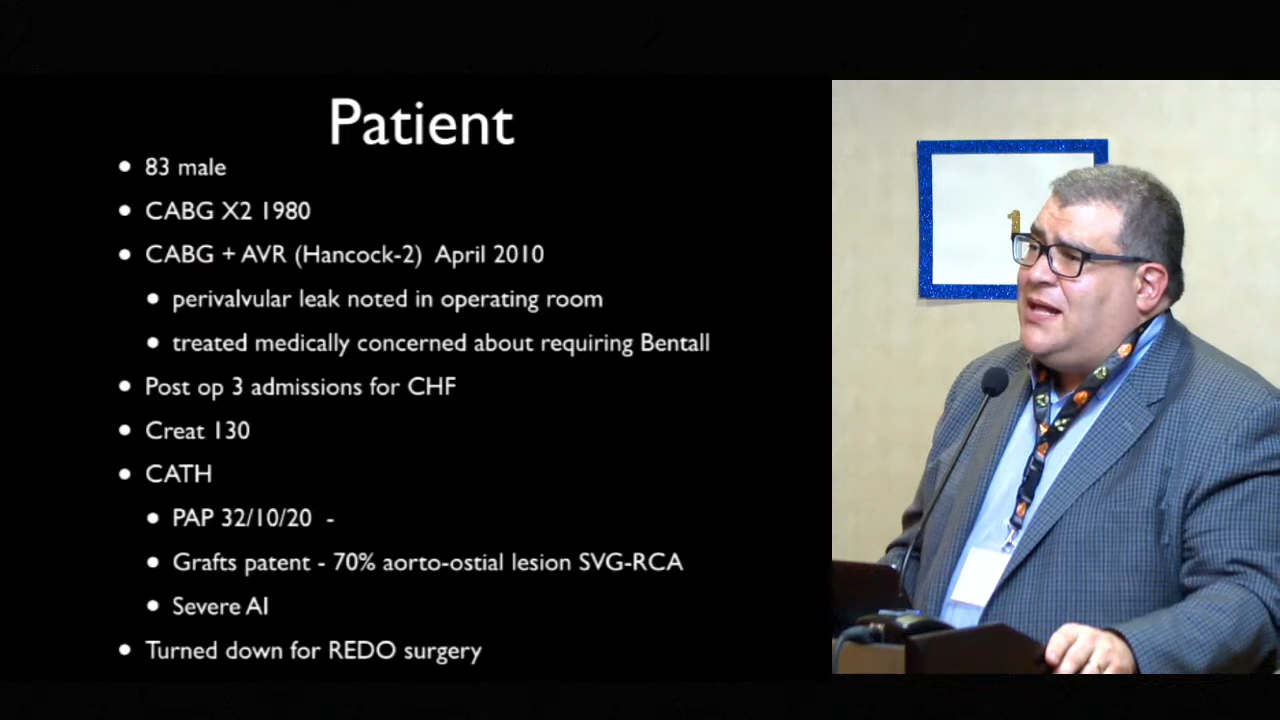 Patient
• 83 male
• CABG X2 1980
• CABG + AVR (Hancock-2) April 2010
• perivalvular leak noted in operating room
• treated medically concerned about requiring Bentall
• Post op 3 admissions for CHF
• Creat 130
• CATH
• PAP 32/10/20 -
• Grafts patent - 70% aorto-ostial lesion SVG-RCA
• Severe AI
• Turned down for REDO surgery
1